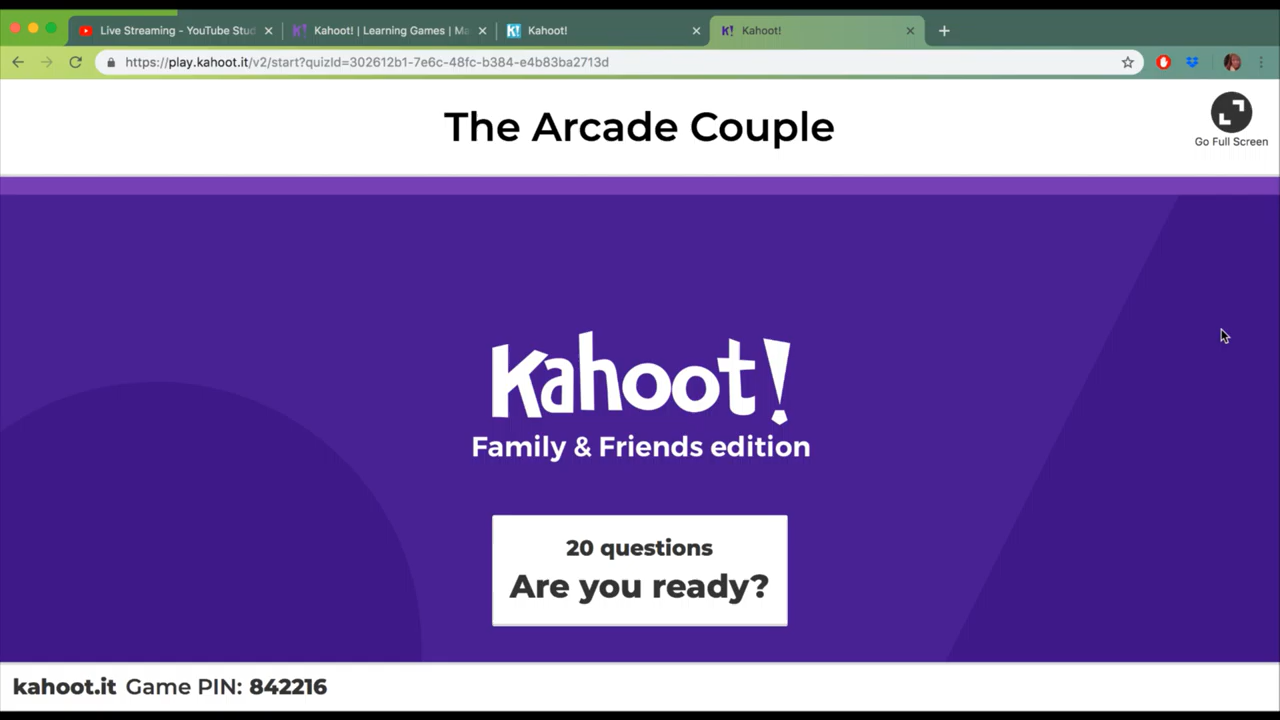 Live Streaming - YouTube Stud
Kahoot! | Learning Games | Ma
Kahoot!
Kahoot!
https://play.kahoot.it/v2/start?quizId=302612b1-7e6c-48fc-b384-e4b83ba2713d
The Arcade Couple
Go Full Screen
Kahoot!
Family & Friends edition
20 questions
Are you ready?
kahoot.it Game PIN: 842216